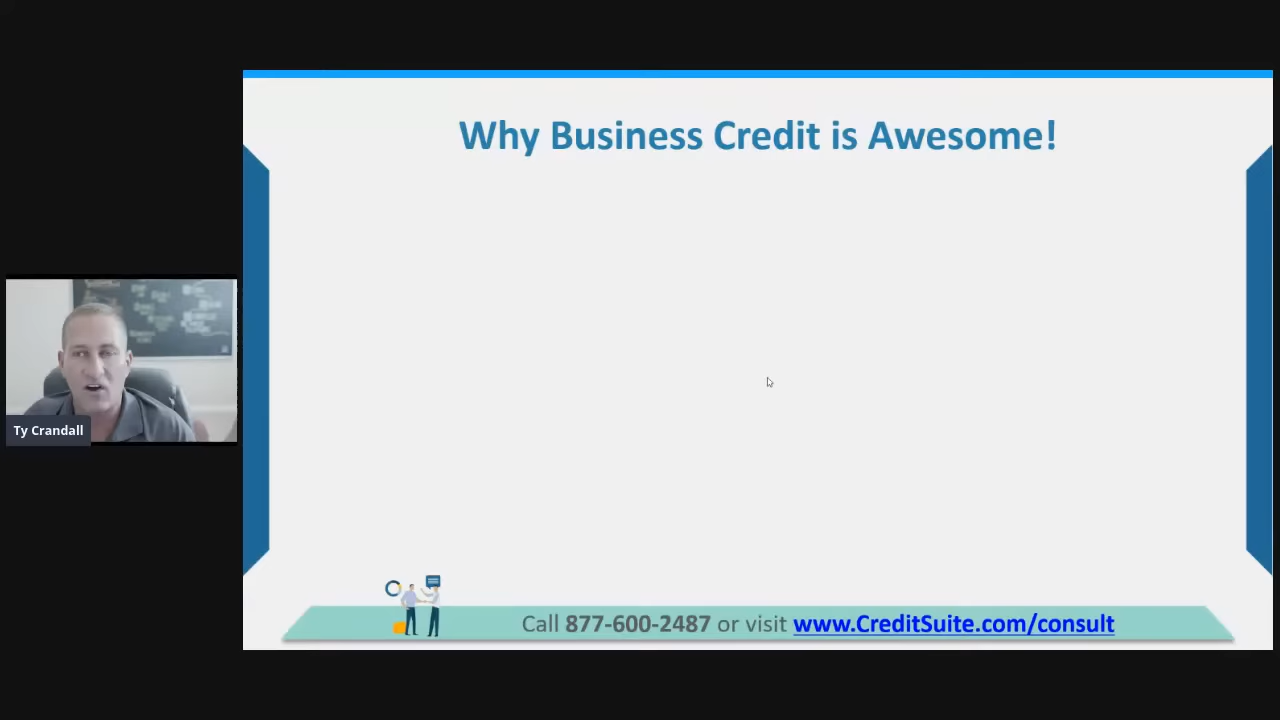 Why Business Credit is Awesome!
Ty Crandall
Call 877-600-2487 or visit www.CreditSuite.com/consult